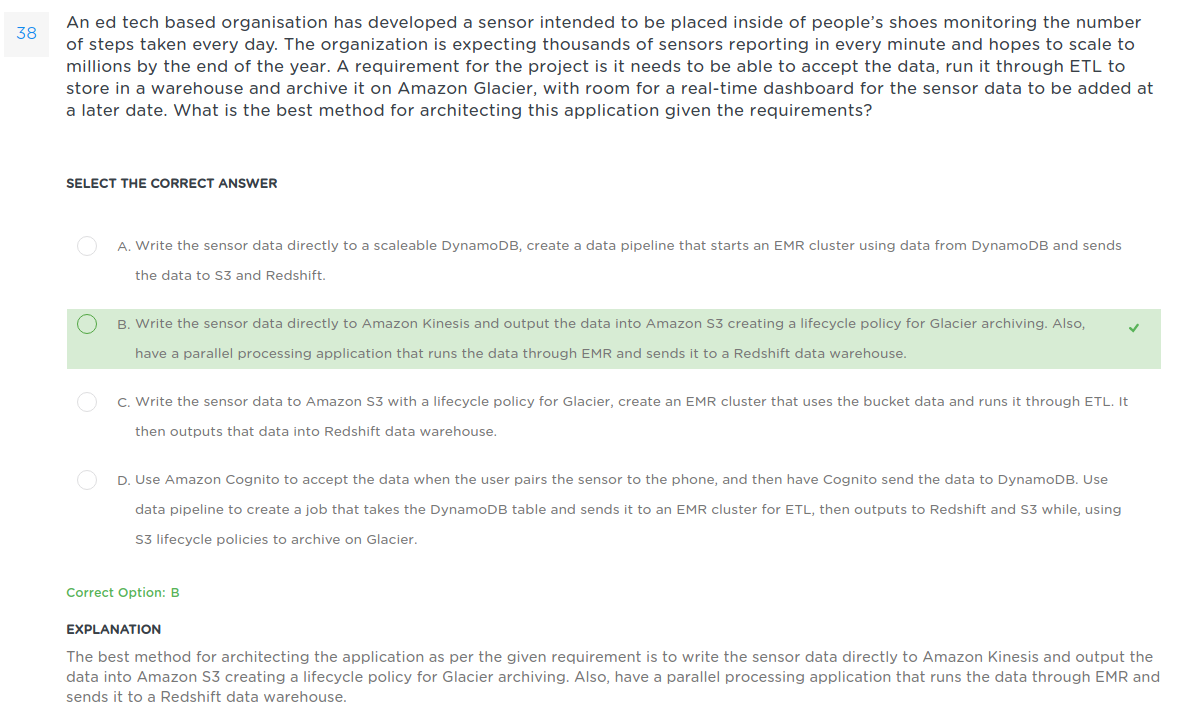 38
An ed tech based organisation has developed a sensor intended to be placed inside of people's shoes monitoring the number
of steps taken every day. The organization is expecting thousands of sensors reporting in every minute and hopes to scale to
millions by the end of the year. A requirement for the project is it needs to be able to accept the data, run it through ETL to
store in a warehouse and archive it on Amazon Glacier, with room for a real-time dashboard for the sensor data to be added at
a later date. What is the best method for architecting this application given the requirements?
SELECT THE CORRECT ANSWER
A. Write the sensor data directly to a scaleable DynamoDB, create a data pipeline that starts an EMR cluster using data from DynamoDB and sends
the data to S3 and Redshift.
B. Write the sensor data directly to Amazon Kinesis and output the data into Amazon S3 creating a lifecycle policy for Glacier archiving. Also,
have a parallel processing application that runs the data through EMR and sends it to a Redshift data warehouse.
C. Write the sensor data to Amazon S3 with a lifecycle policy for Glacier, create an EMR cluster that uses the bucket data and runs it through ETL. It
then outputs that data into Redshift data warehouse.
D. Use Amazon Cognito to accept the data when the user pairs the sensor to the phone, and then have Cognito send the data to DynamoDB. Use
data pipeline to create a job that takes the DynamoDB table and sends it to an EMR cluster for ETL, then outputs to Redshift and S3 while, using
S3 lifecycle policies to archive on Glacier.
Correct Option: B
EXPLANATION
The best method for architecting the application as per the given requirement is to write the sensor data directly to Amazon Kinesis and output the
data into Amazon S3 creating a lifecycle policy for Glacier archiving. Also, have a parallel processing application that runs the data through EMR and
sends it to a Redshift data warehouse.